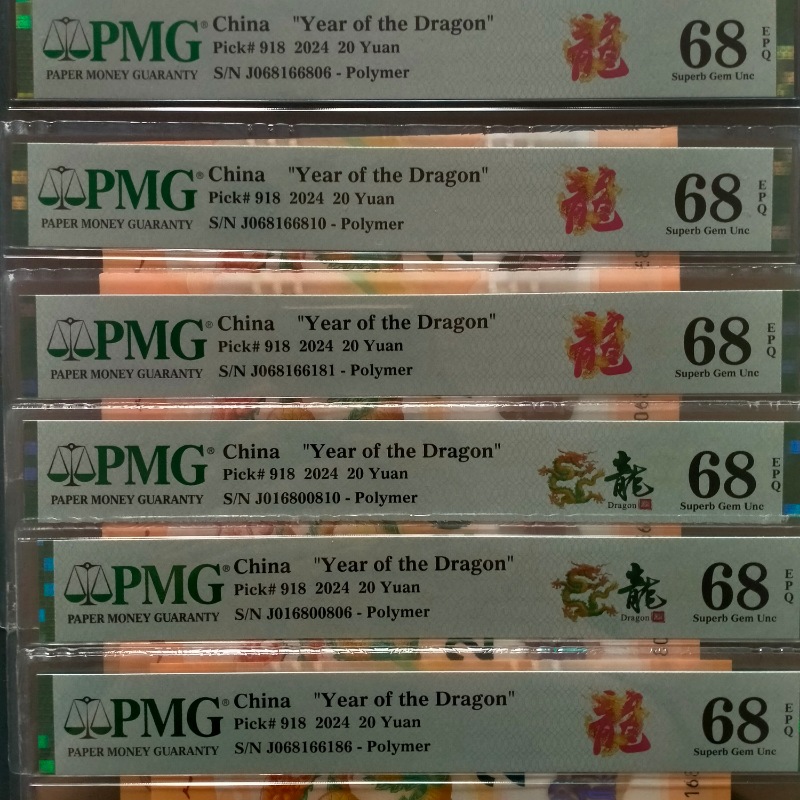 PMG® China "Year of the Dragon" 龍 68 EPQ
Pick# 918 2024 20 Yuan
PAPER MONEY GUARANTY S/N J068166806 - Polymer Superb Gem Unc
PMG® China "Year of the Dragon" 龍 68 EPQ
Pick# 918 2024 20 Yuan
PAPER MONEY GUARANTY S/N J068166810 - Polymer Superb Gem Unc
PMG® China "Year of the Dragon" 龍 68 EPQ
Pick# 918 2024 20 Yuan
PAPER MONEY GUARANTY S/N J068166181 - Polymer Superb Gem Unc
PMG® China "Year of the Dragon" 龍 68 EPQ
Pick# 918 2024 20 Yuan
PAPER MONEY GUARANTY S/N J016800810 - Polymer Dragon Superb Gem Unc
PMG® China "Year of the Dragon" 龍 68 EPQ
Pick# 918 2024 20 Yuan
PAPER MONEY GUARANTY S/N J016800806 - Polymer Dragon Superb Gem Unc
PMG® China "Year of the Dragon" 龍 68 EPQ
Pick# 918 2024 20 Yuan
PAPER MONEY GUARANTY S/N J068166186 - Polymer Superb Gem Unc